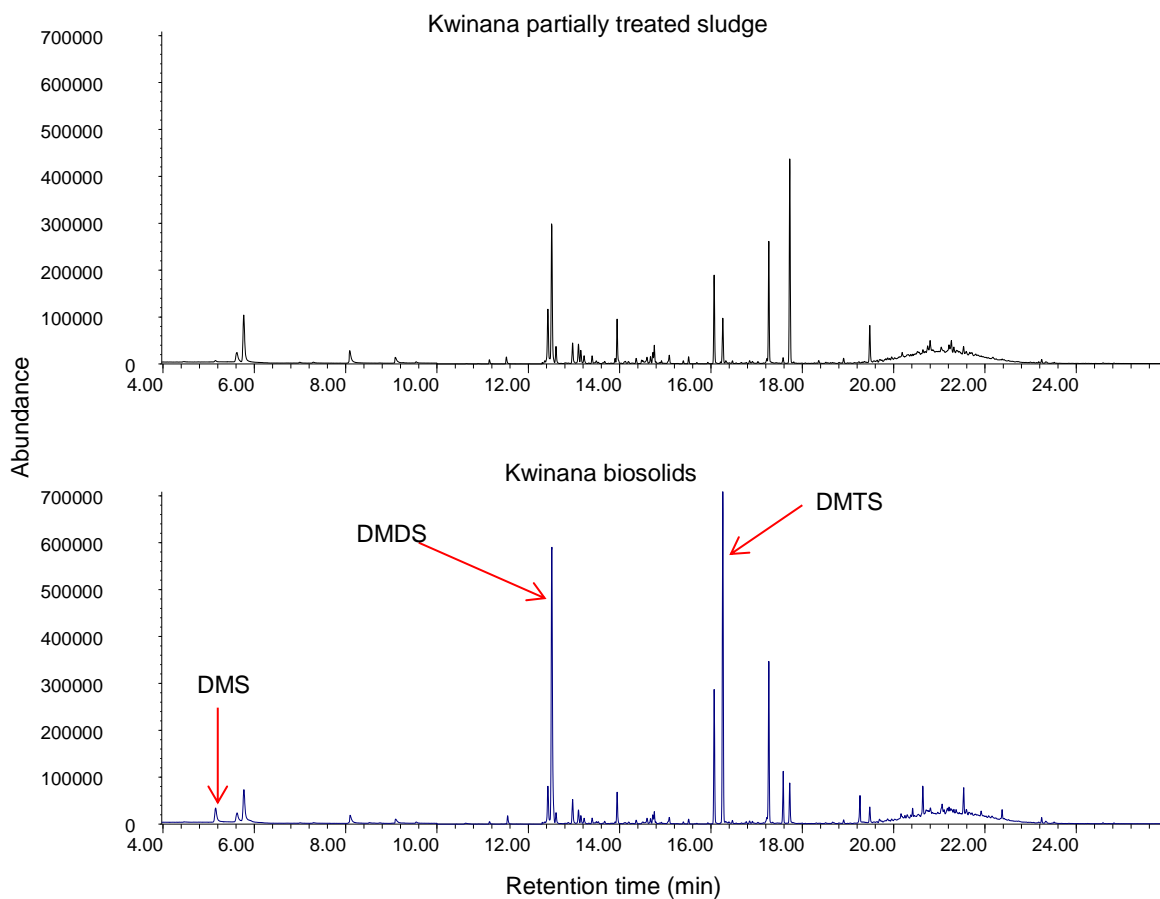 Kwinana partially treated sludge
700000
600000
500000
400000
300000
200000
100000
0
4.00 6.00 8.00 10.00 12.00 14.00 16.00 18.00 20.00 22.00 24.00
Abundance
Kwinana biosolids
700000
600000
500000
400000
300000
200000
100000
0
DMS
DMDS
DMTS
4.00 6.00 8.00 10.00 12.00 14.00 16.00 18.00 20.00 22.00 24.00
Retention time (min)